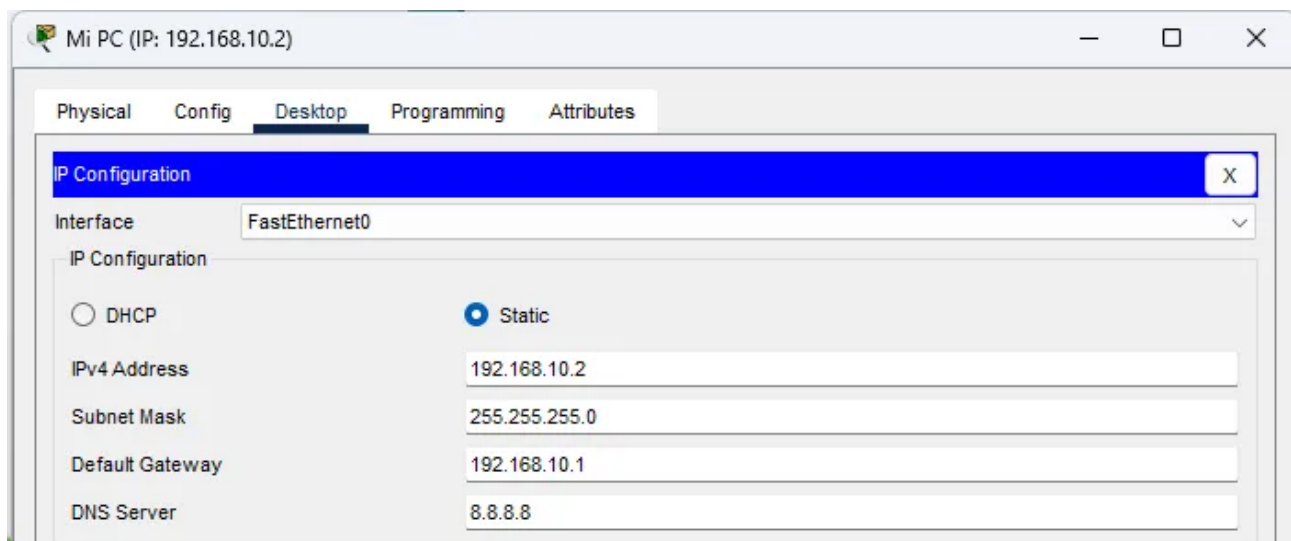 Mi PC (IP: 192.168.10.2)
Physical Config Desktop Programming Attributes
IP Configuration X
Interface FastEthernet0
IP Configuration
DHCP Static
IPv4 Address 192.168.10.2
Subnet Mask 255.255.255.0
Default Gateway 192.168.10.1
DNS Server 8.8.8.8